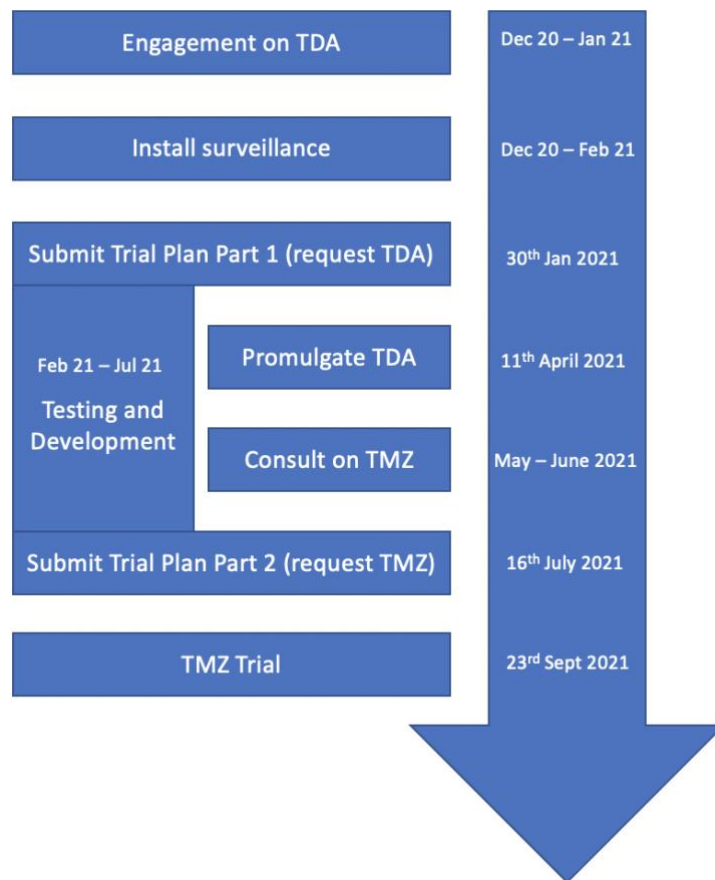 Engagement on TDA
Dec 20 – Jan 21
Install surveillance
Dec 20 – Feb 21
Submit Trial Plan Part 1 (request TDA)
30th Jan 2021
Feb 21 – Jul 21
Testing and
Development
Promulgate TDA
11th April 2021
Consult on TMZ
May – June 2021
Submit Trial Plan Part 2 (request TMZ)
16th July 2021
TMZ Trial
23rd Sept 2021